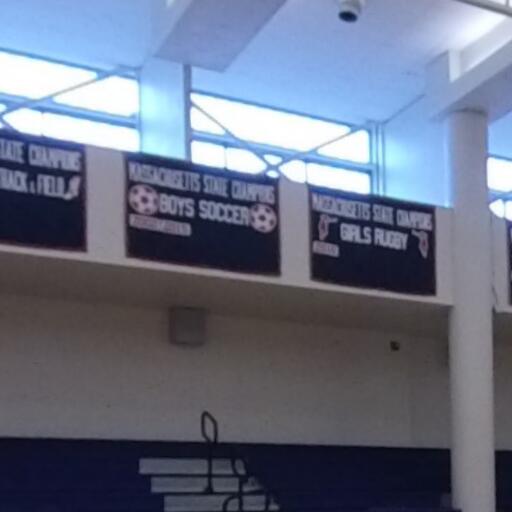 STATE CHAMPIONS
TRACK & FIELD
MASSACHUSETTS STATE CHAMPIONS
BOYS SOCCER
MASSACHUSETTS STATE CHAMPIONS
GIRLS RUGBY